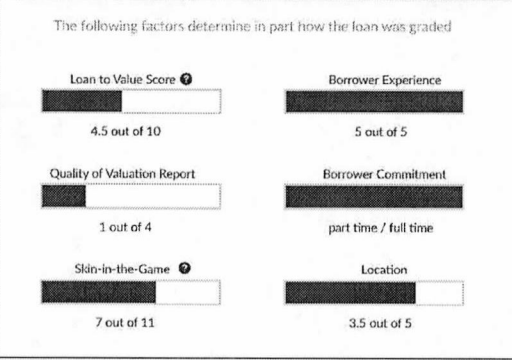 The following factors determine in part how the loan was graded
Loan to Value Score ?
4.5 out of 10
Borrower Experience
5 out of 5
Quality of Valuation Report
1 out of 4
Borrower Commitment
part time / full time
Skin-in-the-Game ?
7 out of 11
Location
3.5 out of 5